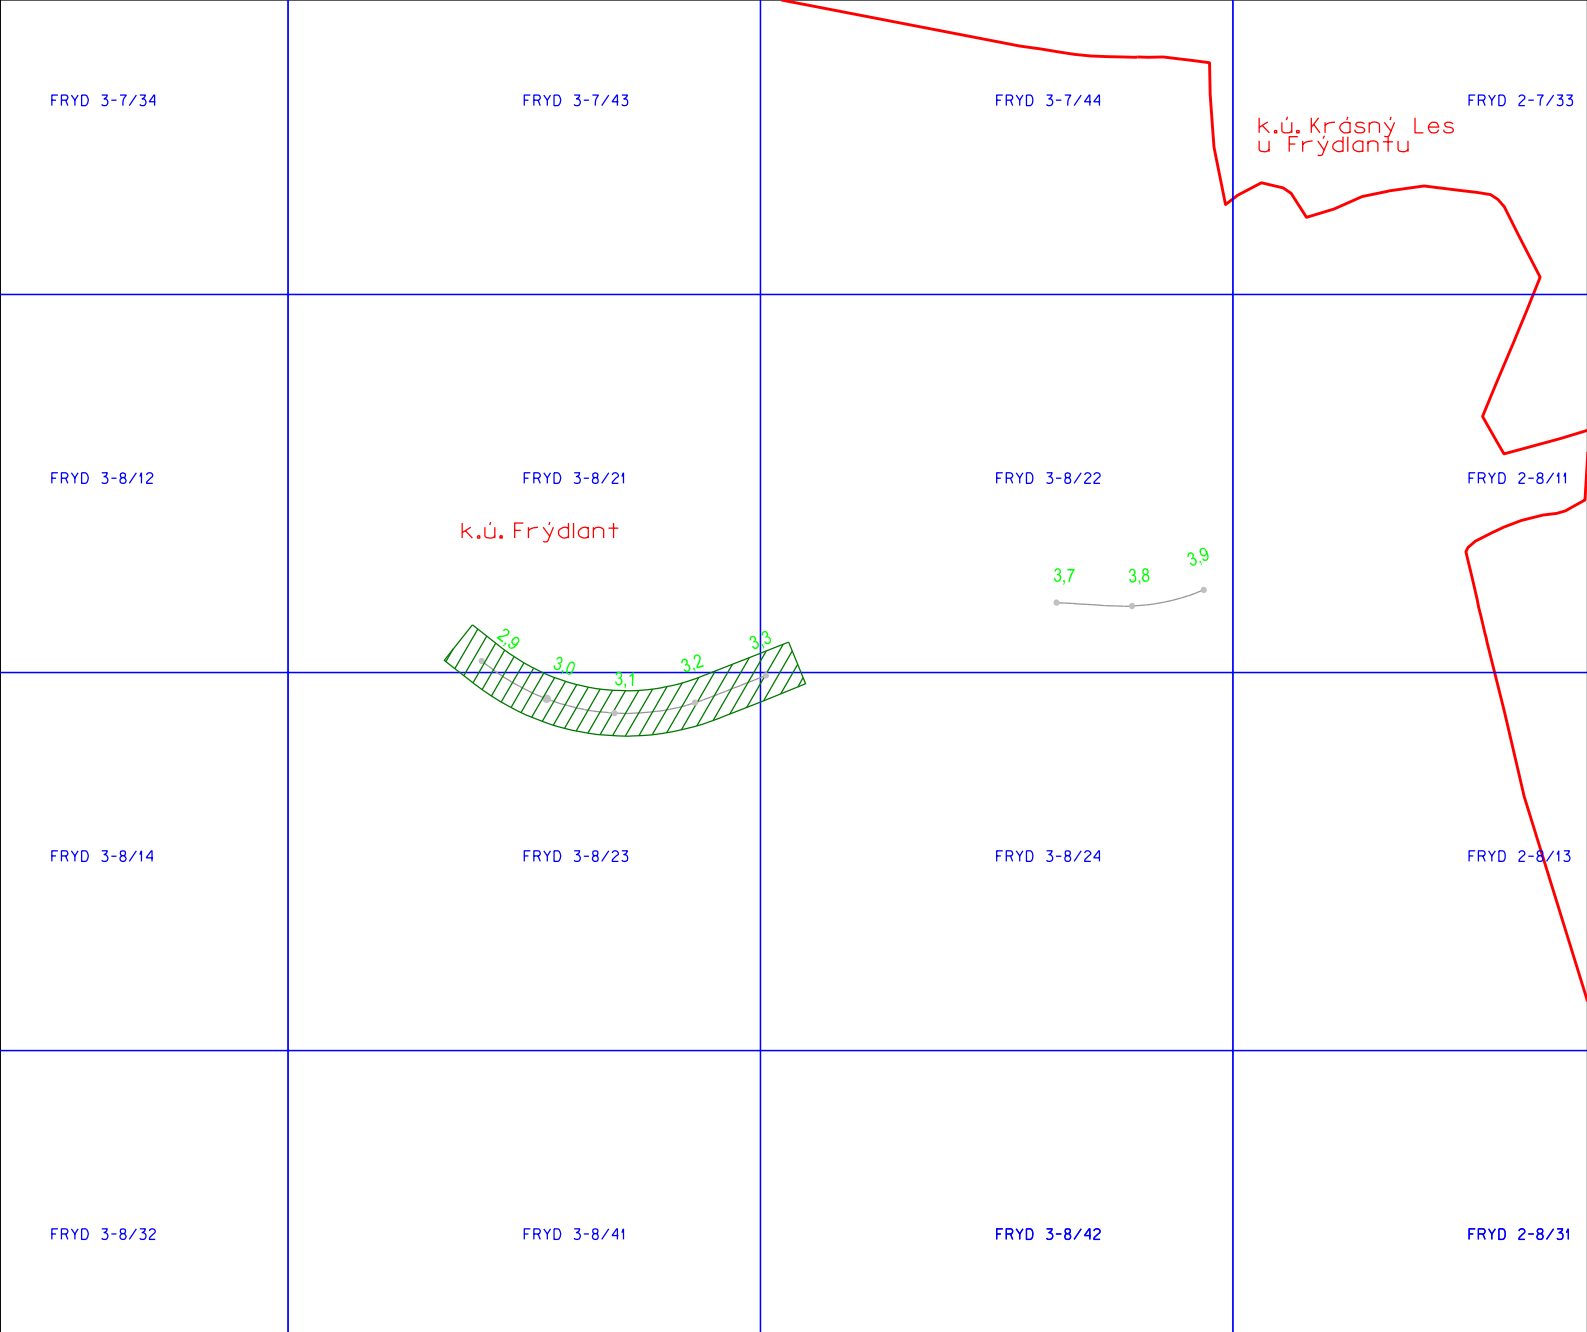 FRYD 3-7/34
FRYD 3-7/43
FRYD 3-7/44
FRYD 2-7/33
k.ú. Krásný Les
u Frýdlantu
FRYD 3-8/12
FRYD 3-8/21
FRYD 3-8/22
FRYD 2-8/11
k.ú. Frýdlant
3,7
3,8
3,9
2,9
3,0
3,1
3,2
3,3
FRYD 3-8/14
FRYD 3-8/23
FRYD 3-8/24
FRYD 2-8/13
FRYD 3-8/32
FRYD 3-8/41
FRYD 3-8/42
FRYD 2-8/31